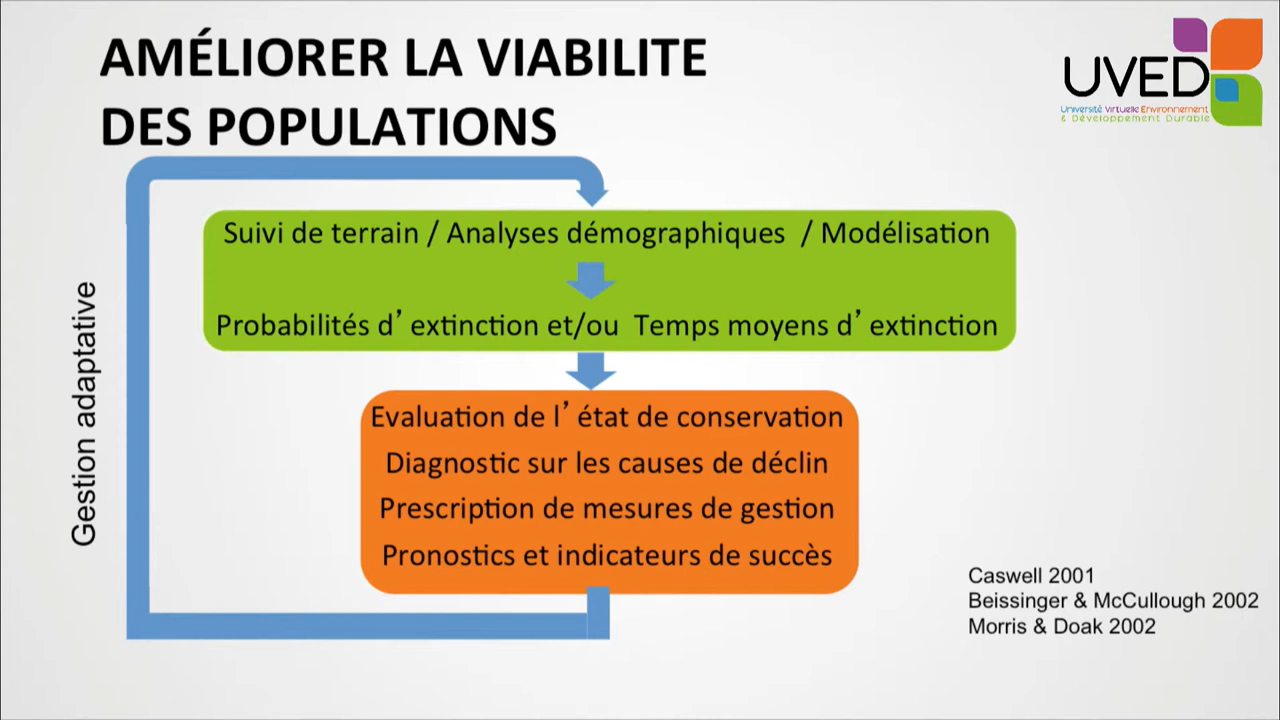 AMÉLIORER LA VIABILITE
DES POPULATIONS
UVED
Université Virtuelle Environnement
& Développement Durable
Suivi de terrain / Analyses démographiques / Modélisation
Probabilités d’extinction et/ou Temps moyens d’extinction
Gestion adaptative
Evaluation de l’état de conservation
Diagnostic sur les causes de déclin
Prescription de mesures de gestion
Pronostics et indicateurs de succès
Caswell 2001
Beissinger & McCullough 2002
Morris & Doak 2002